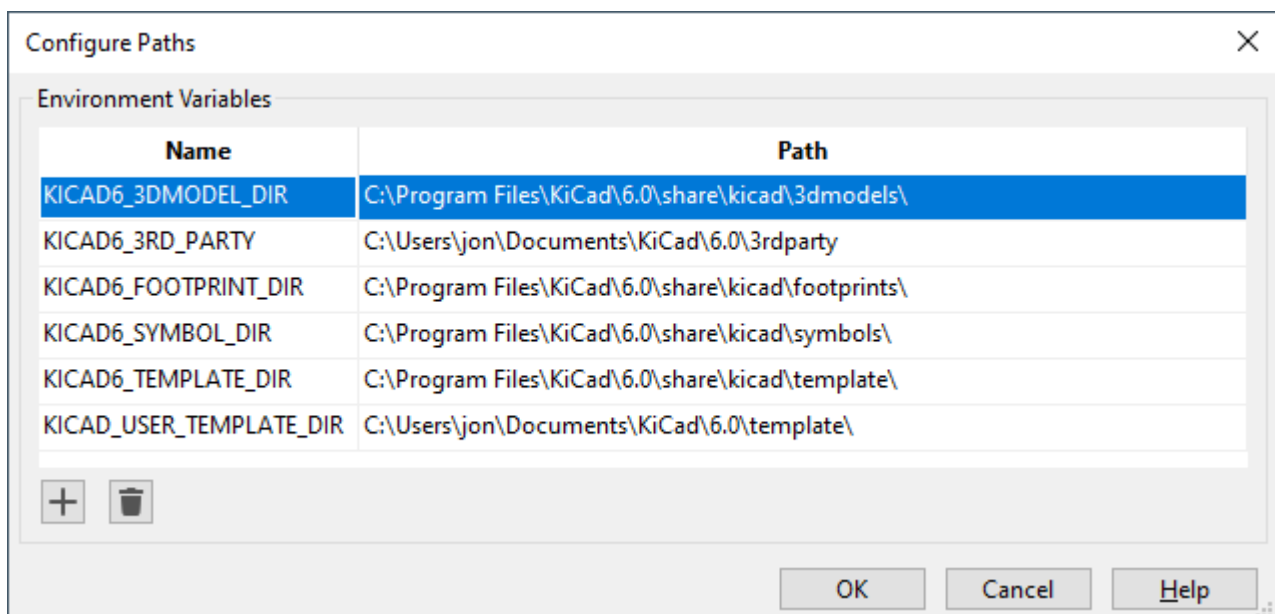 Configure Paths
Environment Variables
Name Path
KICAD6_3DMODEL_DIR C:\Program Files\KiCad\6.0\share\kicad\3dmodels\
KICAD6_3RD_PARTY C:\Users\jon\Documents\KiCad\6.0\3rdparty
KICAD6_FOOTPRINT_DIR C:\Program Files\KiCad\6.0\share\kicad\footprints\
KICAD6_SYMBOL_DIR C:\Program Files\KiCad\6.0\share\kicad\symbols\
KICAD6_TEMPLATE_DIR C:\Program Files\KiCad\6.0\share\kicad\template\
KICAD_USER_TEMPLATE_DIR C:\Users\jon\Documents\KiCad\6.0\template\
OK Cancel Help